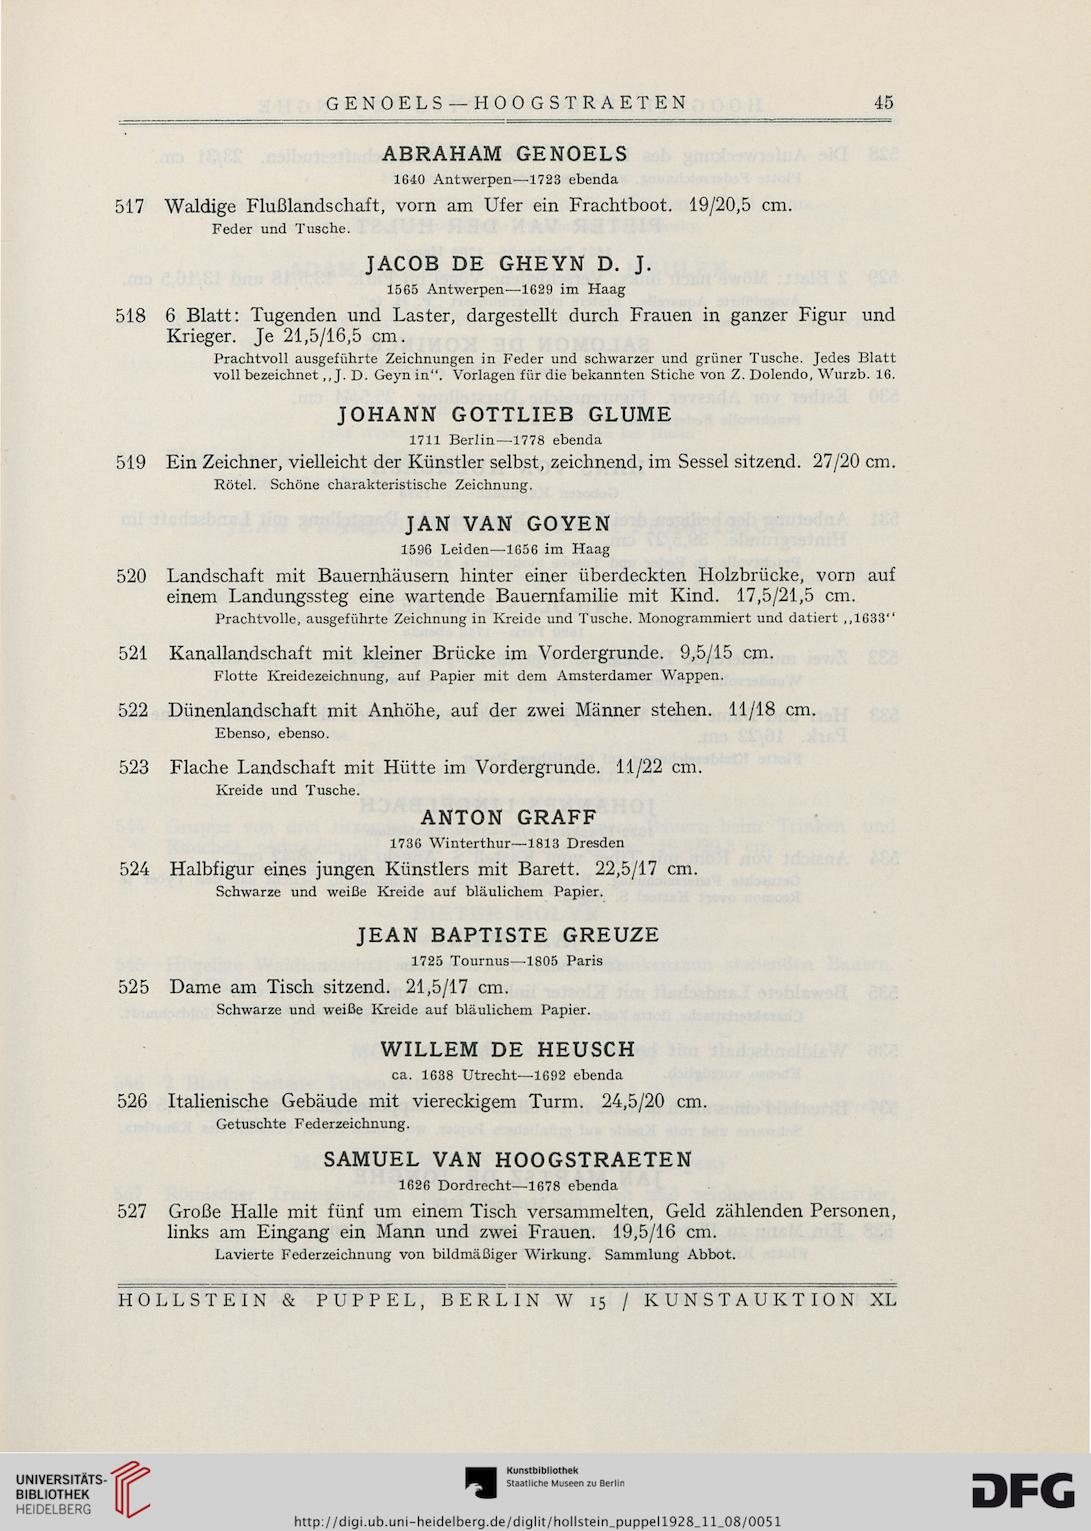 GENOELS — HOOGSTRAETEN 45
ABRAHAM GENOELS
1640 Antwerpen—1723 ebenda
517 Waldige Flußlandschaft, vorn am Ufer ein Frachtboot. 19/20,5 cm.
Feder und Tusche.
JACOB DE GHEYN D. J.
1565 Antwerpen—1629 im Haag
518 6 Blatt: Tugenden und Laster, dargestellt durch Frauen in ganzer Figur und
Krieger. Je 21,5/16,5 cm.
Prachtvoll ausgeführte Zeichnungen in Feder und schwarzer und grüner Tusche. Jedes Blatt
voll bezeichnet ,,J. D. Geyn in“. Vorlagen für die bekannten Stiche von Z. Dolendo, Wurzb. 16.
JOHANN GOTTLIEB GLUME
1711 Berlin—1778 ebenda
519 Ein Zeichner, vielleicht der Künstler selbst, zeichnend, im Sessel sitzend. 27/20 cm.
Rötel. Schöne charakteristische Zeichnung.
JAN VAN GOYEN
1596 Leiden—1656 im Haag
520 Landschaft mit Bauernhäusern hinter einer überdeckten Holzbrücke, vorn auf
einem Landungssteg eine wartende Bauernfamilie mit Kind. 17,5/21,5 cm.
Prachtvolle, ausgeführte Zeichnung in Kreide und Tusche. Monogrammiert und datiert ,,1633“
521 Kanallandschaft mit kleiner Brücke im Vordergrunde. 9,5/15 cm.
Flotte Kreidezeichnung, auf Papier mit dem Amsterdamer Wappen.
522 Dünenlandschaft mit Anhöhe, auf der zwei Männer stehen. 11/18 cm.
Ebenso, ebenso.
523 Flache Landschaft mit Hütte im Vordergrunde. 11/22 cm.
Kreide und Tusche.
ANTON GRAFF
1736 Winterthur—1813 Dresden
524 Halbfigur eines jungen Künstlers mit Barett. 22,5/17 cm.
Schwarze und weiße Kreide auf bläulichem Papier.
JEAN BAPTISTE GREUZE
1725 Tournus—1805 Paris
525 Dame am Tisch sitzend. 21,5/17 cm.
Schwarze und weiße Kreide auf bläulichem Papier.
WILLEM DE HEUSCH
ca. 1638 Utrecht—1692 ebenda
526 Italienische Gebäude mit viereckigem Turm. 24,5/20 cm.
Getuschte Federzeichnung.
SAMUEL VAN HOOGSTRAETEN
1626 Dordrecht—1678 ebenda
527 Große Halle mit fünf um einem Tisch versammelten, Geld zählenden Personen,
links am Eingang ein Mann und zwei Frauen. 19,5/16 cm.
Lavierte Federzeichnung von bildmäßiger Wirkung. Sammlung Abbot.
HOLLSTEIN & PUPPEL, BERLIN W 15 / KUNSTAUKTION XL
UNIVERSITÄTS-
BIBLIOTHEK
HEIDELBERG
Kunstbibliothek
Staatliche Museen zu Berlin
DFG
http://digi.ub.uni-heidelberg.de/diglit/hollstein_puppel1928_11_08/0051